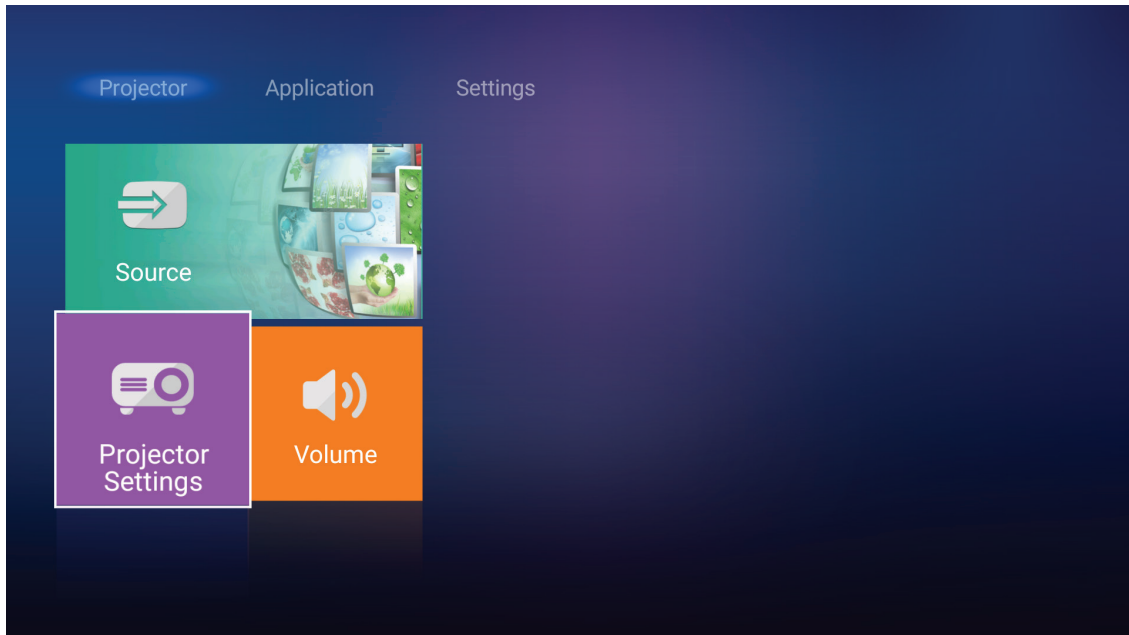 Projector
Application
Settings
Source
Projector
Settings
Volume